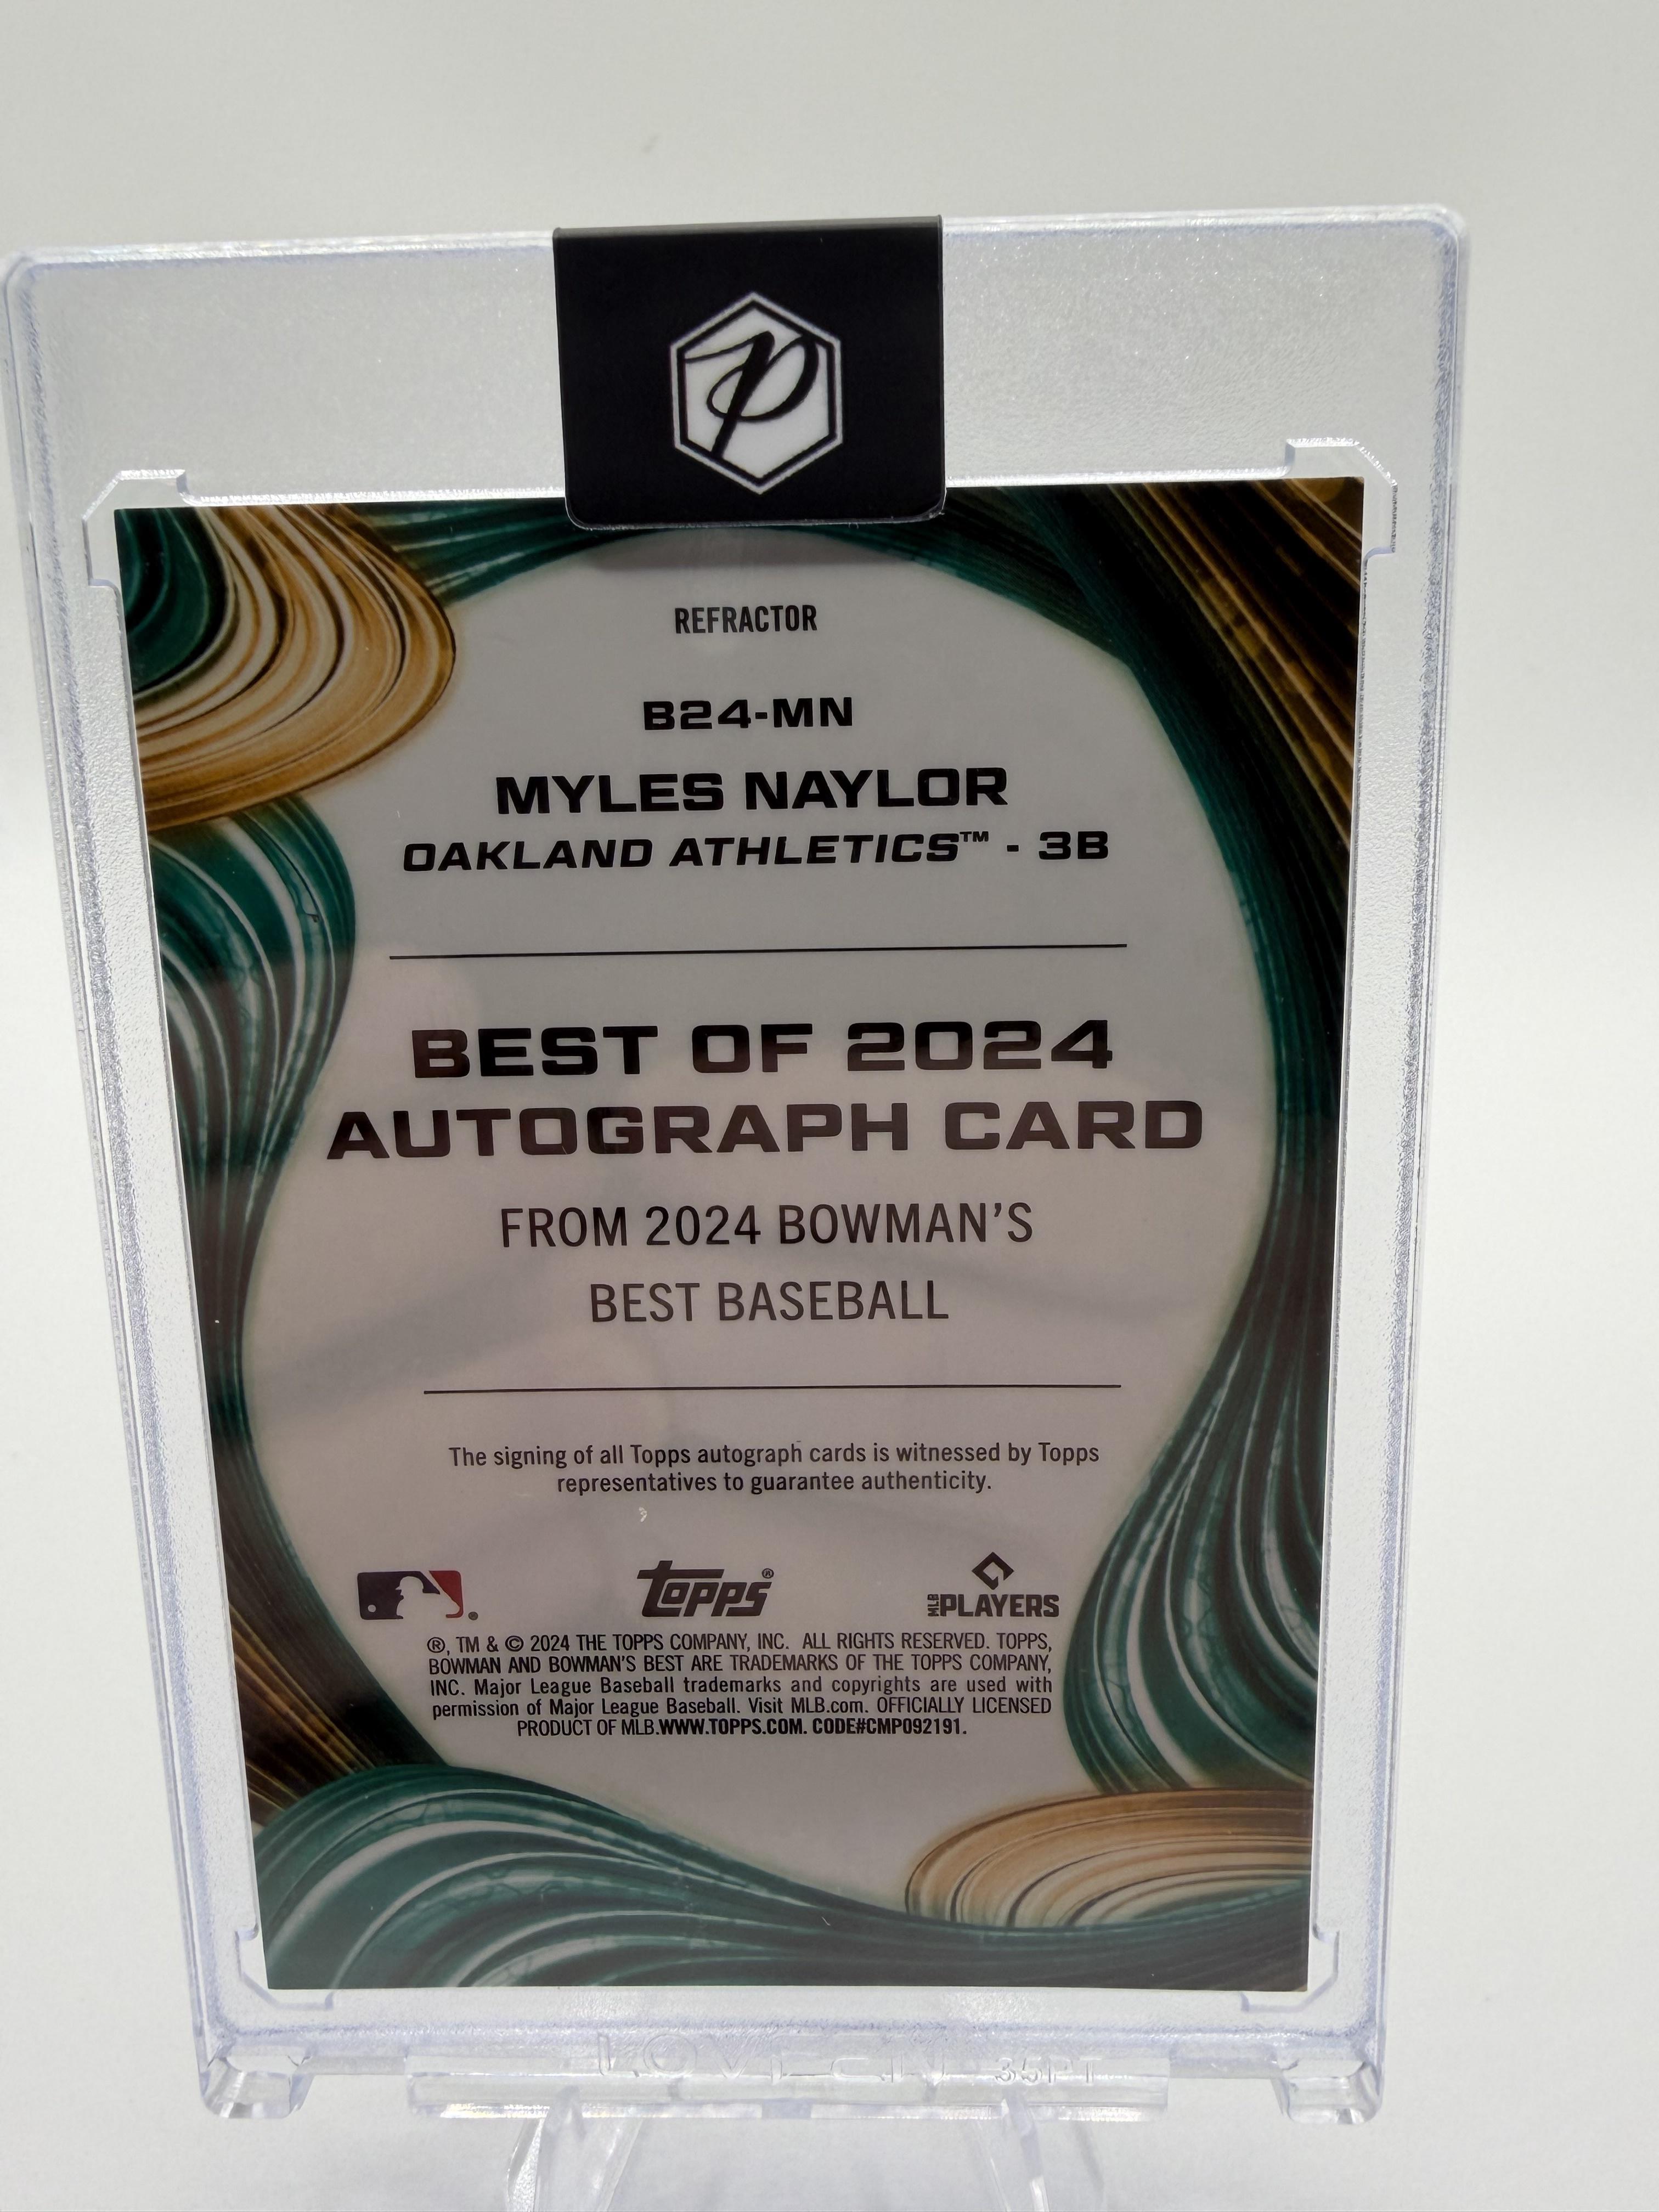 P
REFRACTOR
B24-MN
MYLES NAYLOR
OAKLAND ATHLETICS™ - 3B
BEST OF 2024
AUTOGRAPH CARD
FROM 2024 BOWMAN'S
BEST BASEBALL
The signing of all Topps autograph cards is witnessed by Topps
representatives to guarantee authenticity.
topps® MLB PLAYERS
®, TM & © 2024 THE TOPPS COMPANY, INC. ALL RIGHTS RESERVED. TOPPS,
BOWMAN AND BOWMAN'S BEST ARE TRADEMARKS OF THE TOPPS COMPANY,
INC. Major League Baseball trademarks and copyrights are used with
permission of Major League Baseball. Visit MLB.com. OFFICIALLY LICENSED
PRODUCT OF MLB.WWW.TOPPS.COM. CODE#CMP092191.
35PT